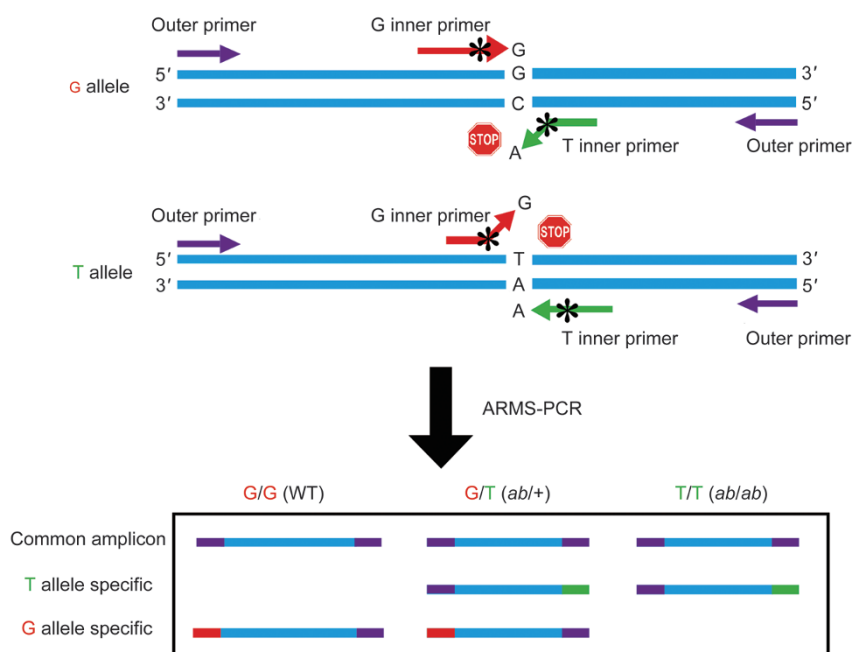 Outer primer
G inner primer
G
5′ G 3′
G allele
3′ C 5′
STOP
A
T inner primer
Outer primer
G
Outer primer
G inner primer
STOP
5′ T 3′
T allele
3′ A 5′
A
T inner primer
Outer primer
ARMS-PCR
G/G (WT) G/T (ab/+) T/T (ab/ab)
Common amplicon
T allele specific
G allele specific